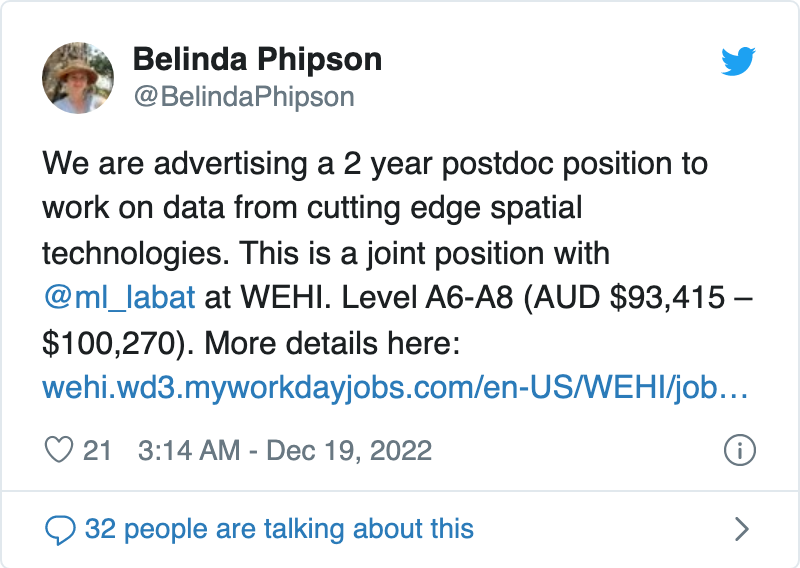 Belinda Phipson
@BelindaPhipson
We are advertising a 2 year postdoc position to
work on data from cutting edge spatial
technologies. This is a joint position with
@ml_labat at WEHI. Level A6-A8 (AUD $93,415 –
$100,270). More details here:
wehi.wd3.myworkdayjobs.com/en-US/WEHI/job…
21 3:14 AM - Dec 19, 2022
32 people are talking about this